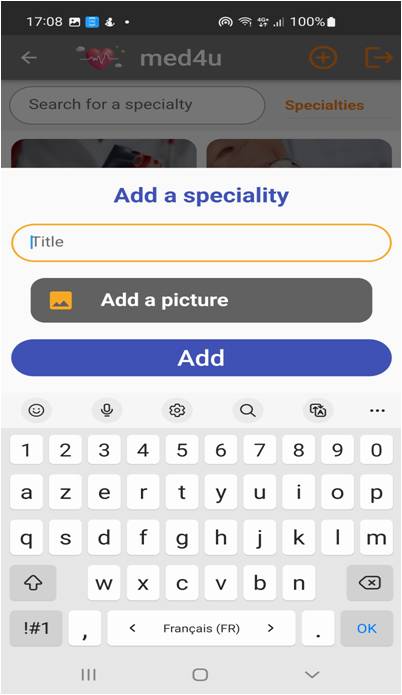 17:08 100%
med4u
Search for a specialty Specialties
Add a speciality
Title
Add a picture
Add
1 2 3 4 5 6 7 8 9 0
a z e r t y u i o p
q s d f g h j k l m
w x c v b n
!#1 , < Français (FR) > . OK